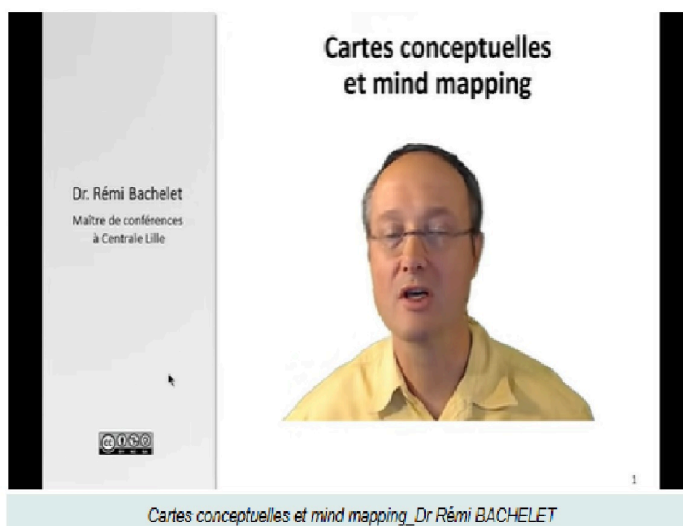 Cartes conceptuelles
et mind mapping
Dr. Rémi Bachelet
Maître de conférences
à Centrale Lille
1
Cartes conceptuelles et mind mapping_Dr Rémi BACHELET